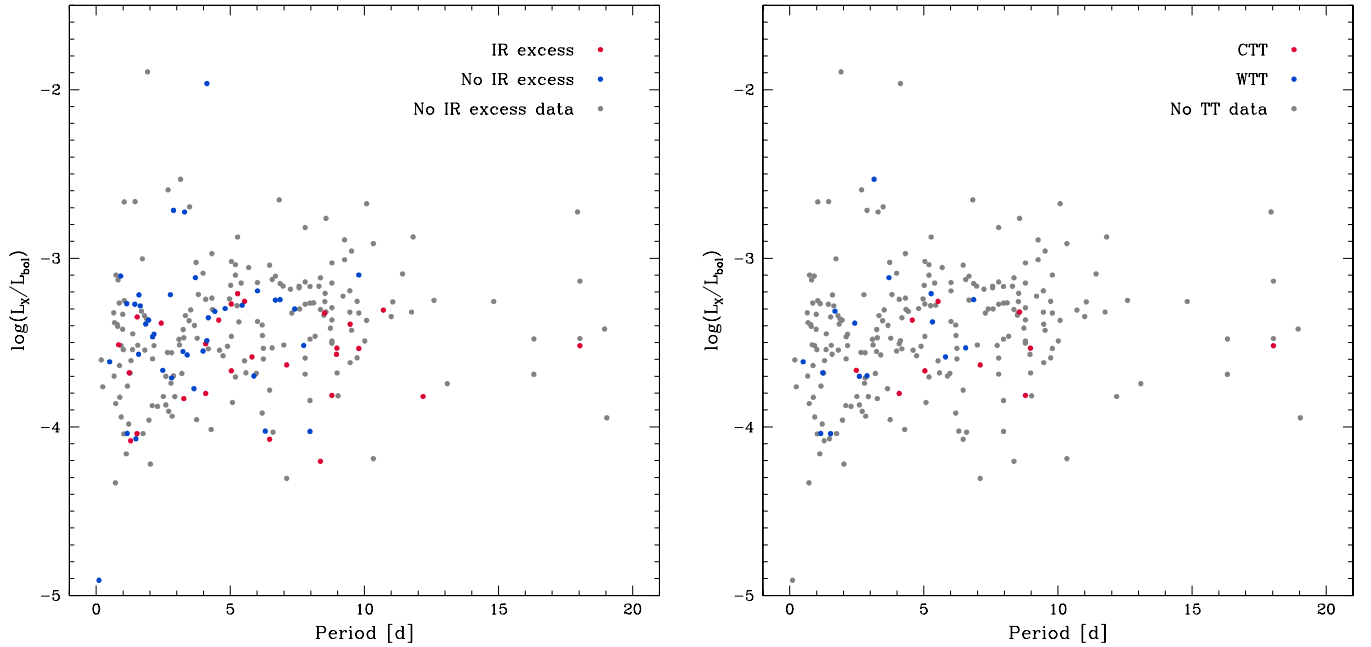 IR excess
No IR excess
No IR excess data
−2
−3
−4
−5
log(L_X/L_bol)
0 5 10 15 20
Period [d]
CTT
WTT
No TT data
−2
−3
−4
−5
log(L_X/L_bol)
0 5 10 15 20
Period [d]